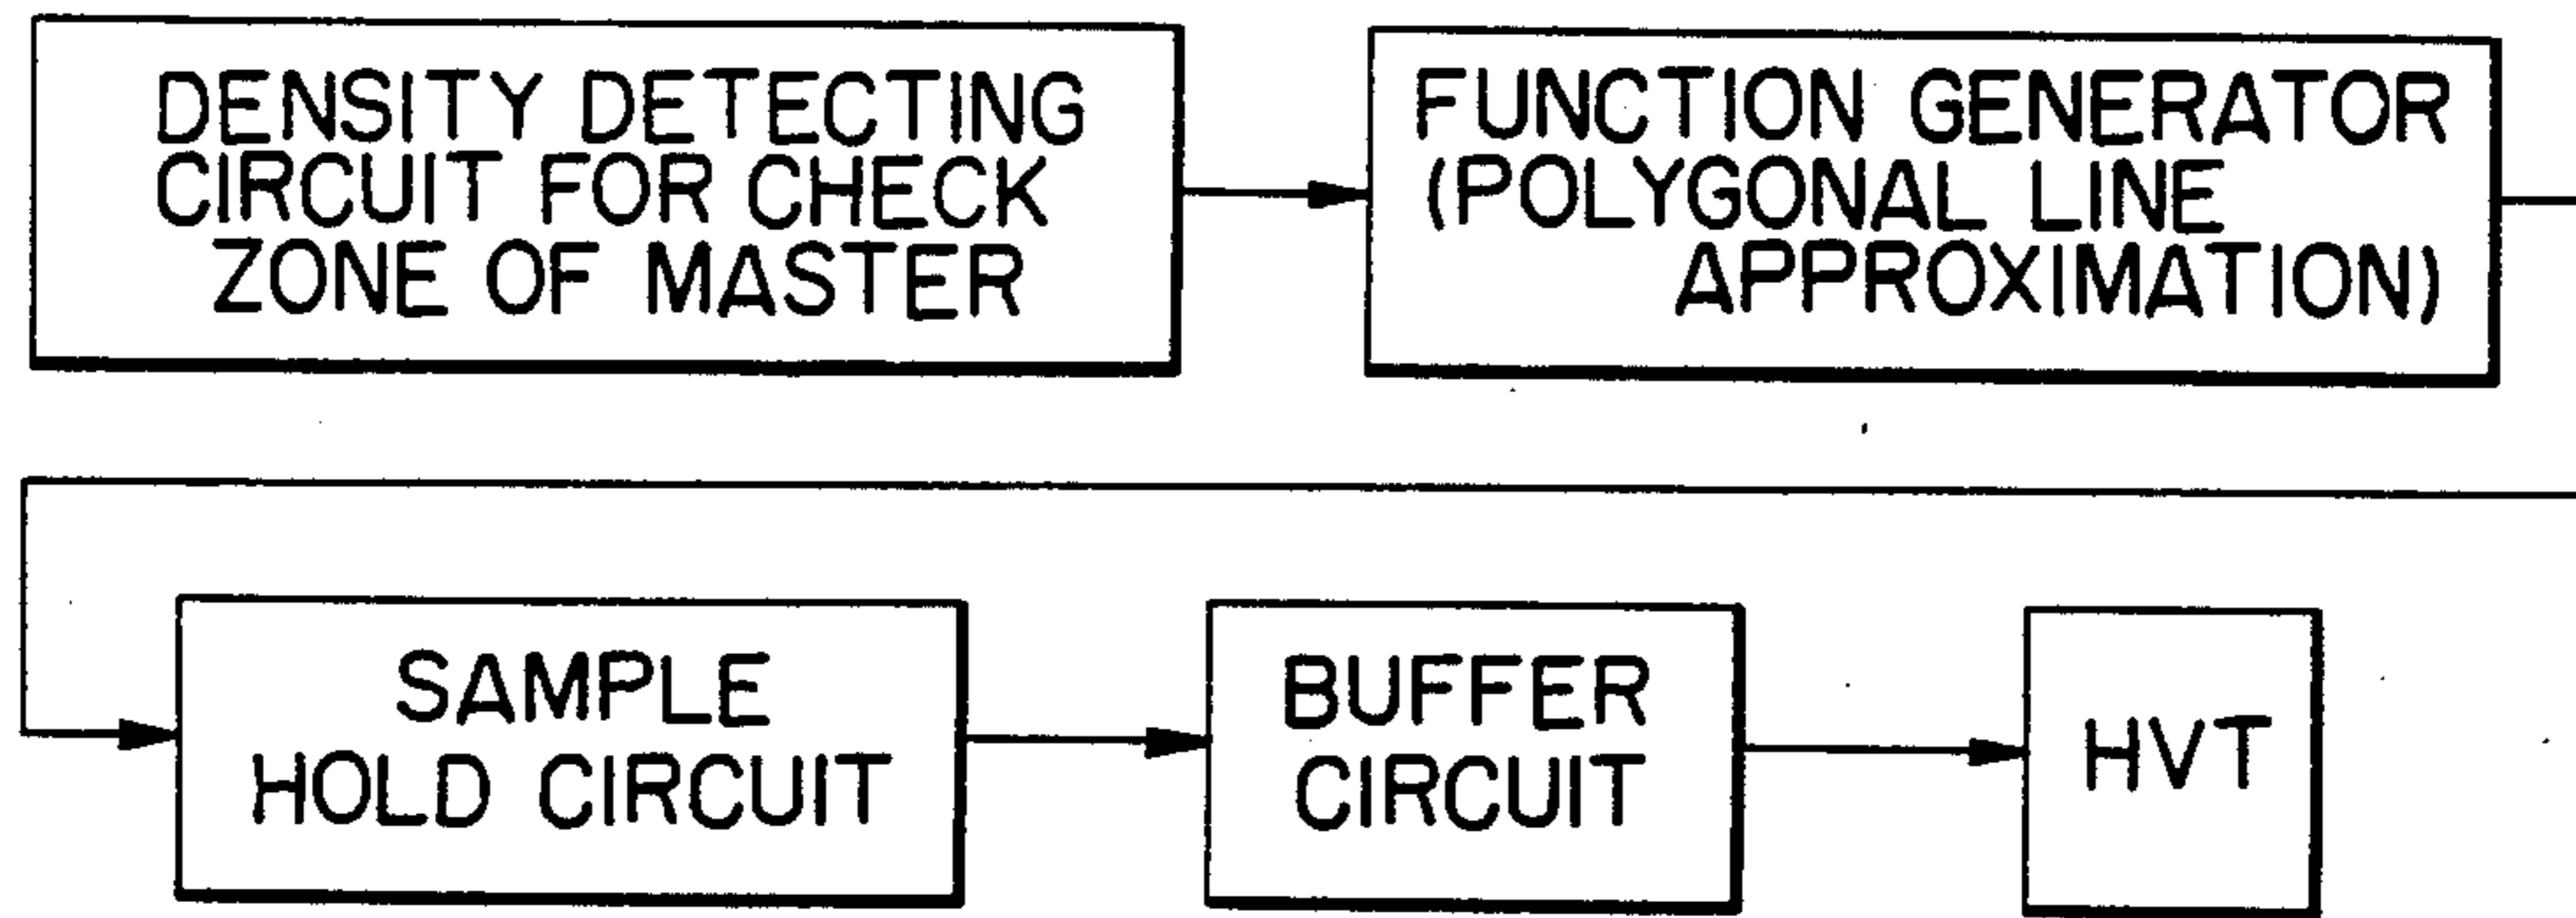 DENSITY DETECTING
CIRCUIT FOR CHECK
ZONE OF MASTER
FUNCTION GENERATOR
(POLYGONAL LINE
APPROXIMATION)
SAMPLE
HOLD CIRCUIT
BUFFER
CIRCUIT
HVT